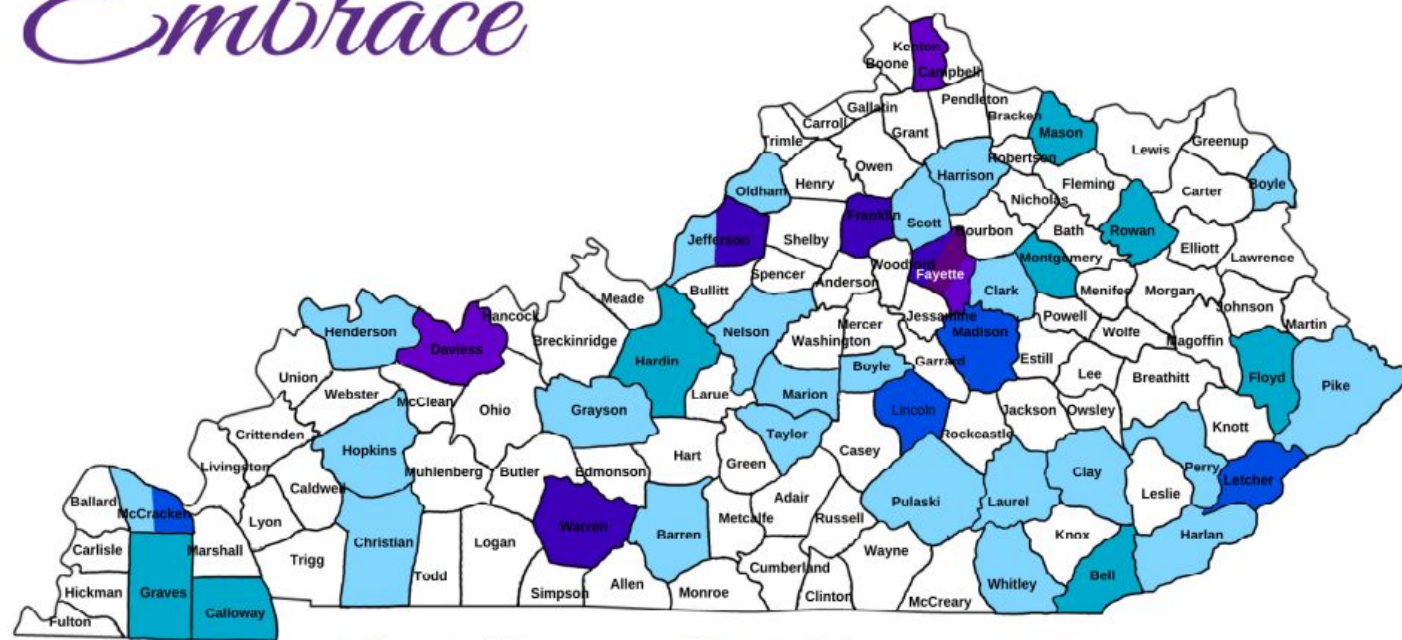 Embrace
Kenton
Boone
Campbell
Pendleton
Gallatin
Bracken
Carroll
Grant
Mason
Trimle
Lewis
Greenup
Robertson
Owen
Harrison
Henry
Fleming
Boyle
Oldham
Carter
Nicholas
Franklin
Scott
Bourbon
Bath
Rowan
Jefferson
Shelby
Elliott
Montgomery
Lawrence
Woodford
Fayette
Spencer
Anderson
Clark
Menifee
Morgan
Bullitt
Meade
Johnson
Hancock
Jessamine
Powell
Martin
Henderson
Nelson
Mercer
Madison
Wolfe
Magoffin
Washington
Breckinridge
Daviess
Hardin
Garrard
Estill
Boyle
Lee
Breathitt
Floyd
Pike
Union
Webster
Larue
Marion
McClean
Ohio
Grayson
Lincoln
Jackson
Owsley
Knott
Crittenden
Taylor
Rockcastle
Hopkins
Casey
Hart
Green
Livingston
Muhlenberg
Butler
Edmonson
Clay
Perry
Letcher
Caldwell
Leslie
Ballard
Adair
Pulaski
Laurel
McCracken
Lyon
Warren
Metcalfe
Russell
Barren
Knox
Harlan
Christian
Logan
Carlisle
Marshall
Wayne
Trigg
Cumberland
Todd
Bell
Whitley
Allen
Hickman
Graves
Simpson
Monroe
Clinton
McCreary
Calloway
Fulton